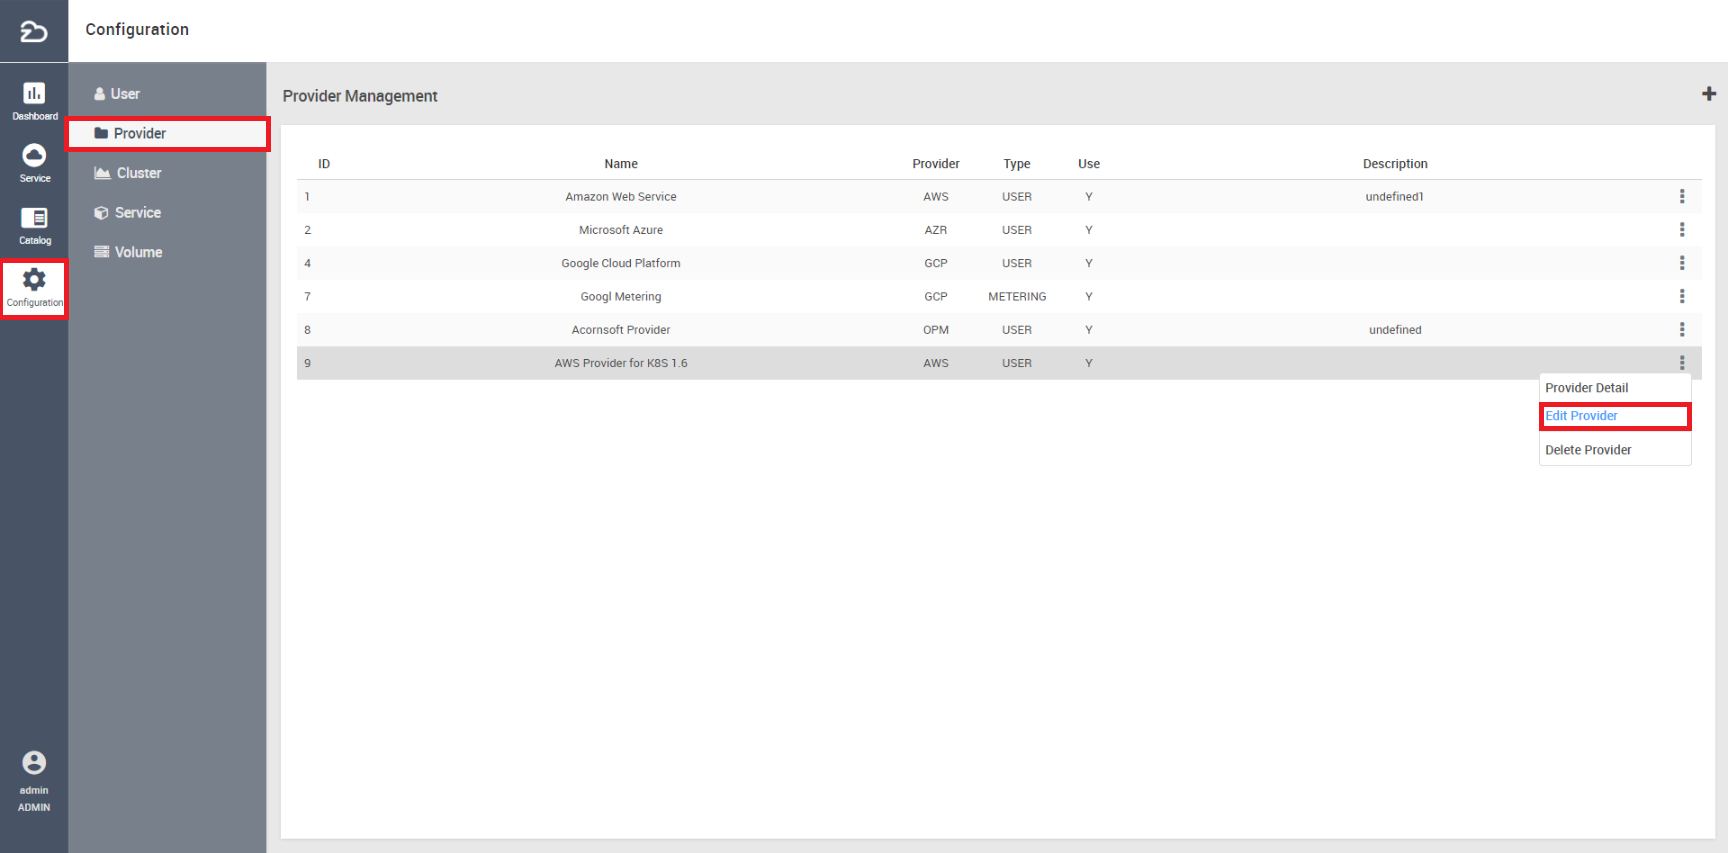 Configuration
Dashboard
Service
Catalog
Configuration
admin
ADMIN
User
Provider
Cluster
Service
Volume
Provider Management
ID Name Provider Type Use Description
1 Amazon Web Service AWS USER Y undefined1
2 Microsoft Azure AZR USER Y
4 Google Cloud Platform GCP USER Y
7 Googl Metering GCP METERING Y
8 Acornsoft Provider OPM USER Y undefined
9 AWS Provider for K8S 1.6 AWS USER Y
Provider Detail
Edit Provider
Delete Provider